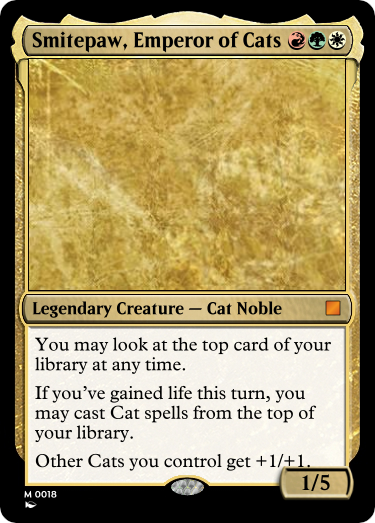 Smitepaw, Emperor of Cats
Legendary Creature — Cat Noble
You may look at the top card of your
library at any time.
If you’ve gained life this turn, you
may cast Cat spells from the top of
your library.
Other Cats you control get +1/+1.
1/5
M 0018